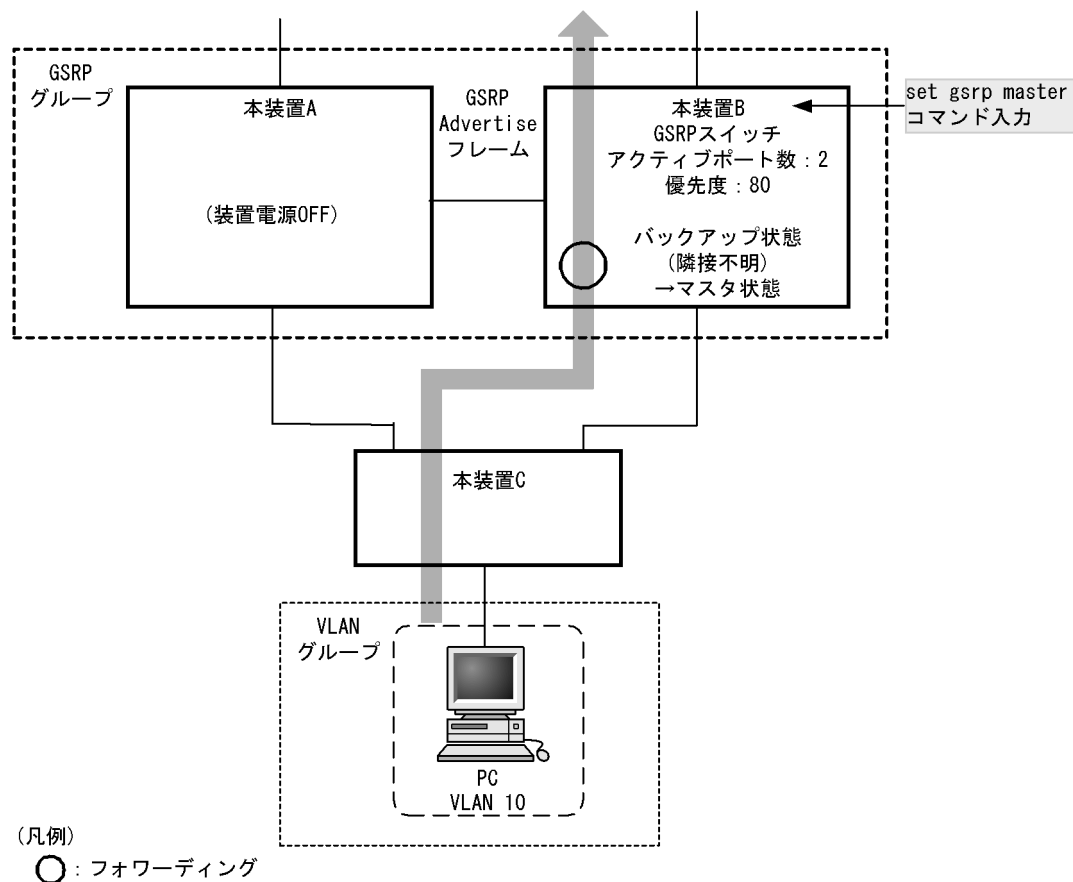 GSRP
グループ
本装置A
(装置電源OFF)
GSRP
Advertise
フレーム
本装置B
GSRPスイッチ
アクティブポート数：2
優先度：80
バックアップ状態
(隣接不明)
→マスタ状態
set gsrp master
コマンド入力
本装置C
VLAN
グループ
PC
VLAN 10
(凡例)
：フォワーディング